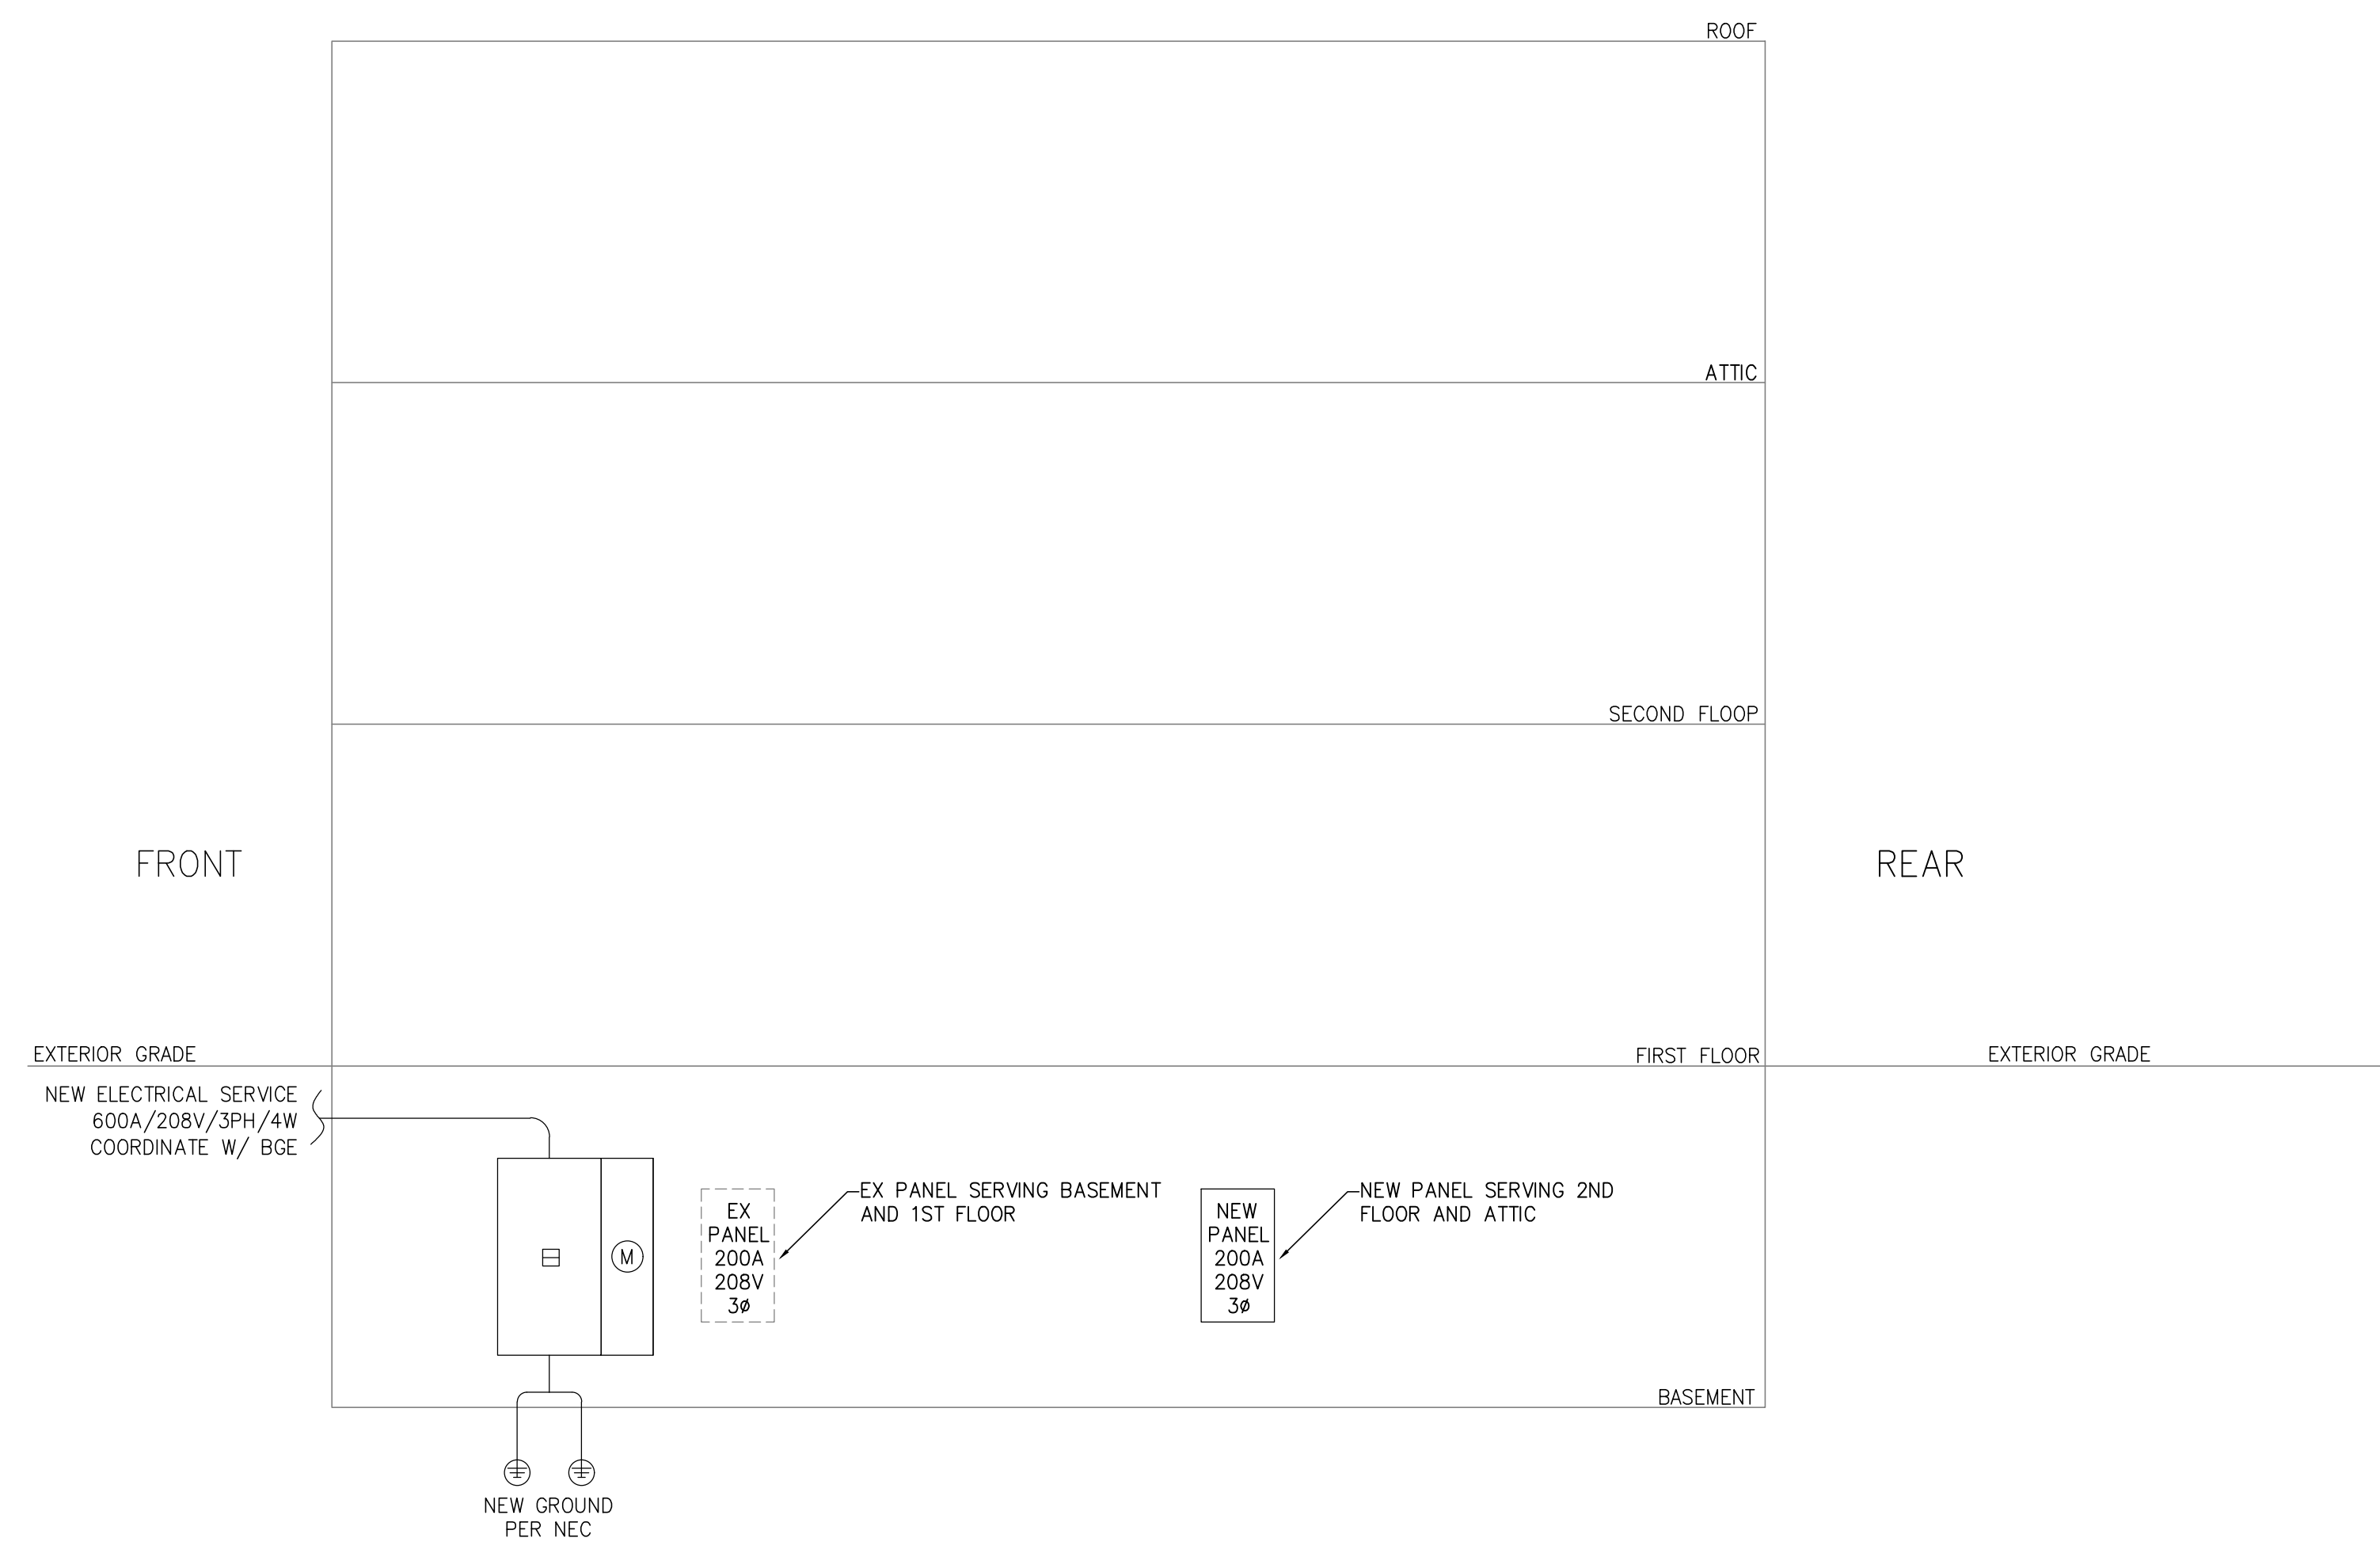 ROOF
ATTIC
SECOND FLOOP
FRONT
REAR
EXTERIOR GRADE
FIRST FLOOR
EXTERIOR GRADE
NEW ELECTRICAL SERVICE
600A/208V/3PH/4W
COORDINATE W/ BGE
M
EX
PANEL
200A
208V
3ø
EX PANEL SERVING BASEMENT
AND 1ST FLOOR
NEW
PANEL
200A
208V
3ø
NEW PANEL SERVING 2ND
FLOOR AND ATTIC
BASEMENT
NEW GROUND
PER NEC